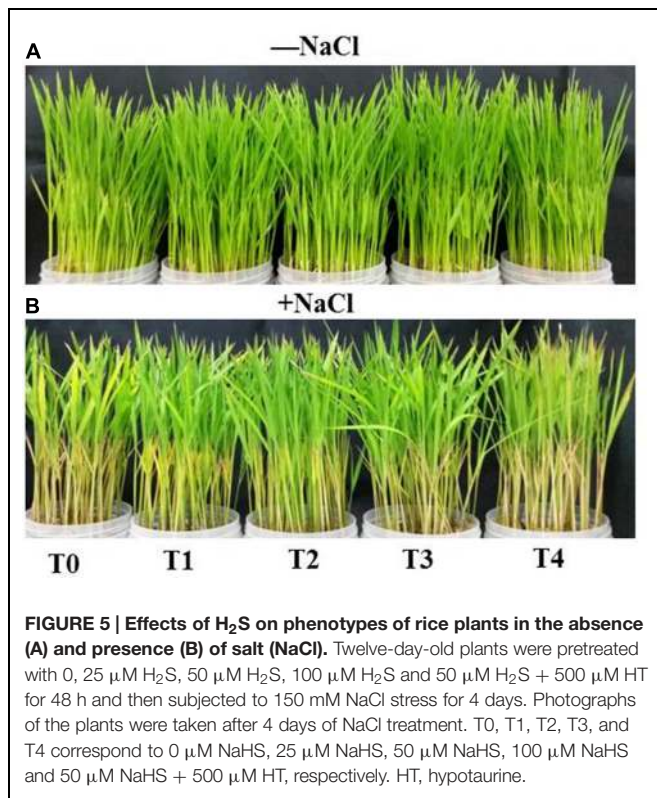 —NaCl
A
+NaCl
B
T0 T1 T2 T3 T4
FIGURE 5 | Effects of H₂S on phenotypes of rice plants in the absence
(A) and presence (B) of salt (NaCl). Twelve-day-old plants were pretreated
with 0, 25 μM H₂S, 50 μM H₂S, 100 μM H₂S and 50 μM H₂S + 500 μM HT
for 48 h and then subjected to 150 mM NaCl stress for 4 days. Photographs
of the plants were taken after 4 days of NaCl treatment. T0, T1, T2, T3, and
T4 correspond to 0 μM NaHS, 25 μM NaHS, 50 μM NaHS, 100 μM NaHS
and 50 μM NaHS + 500 μM HT, respectively. HT, hypotaurine.